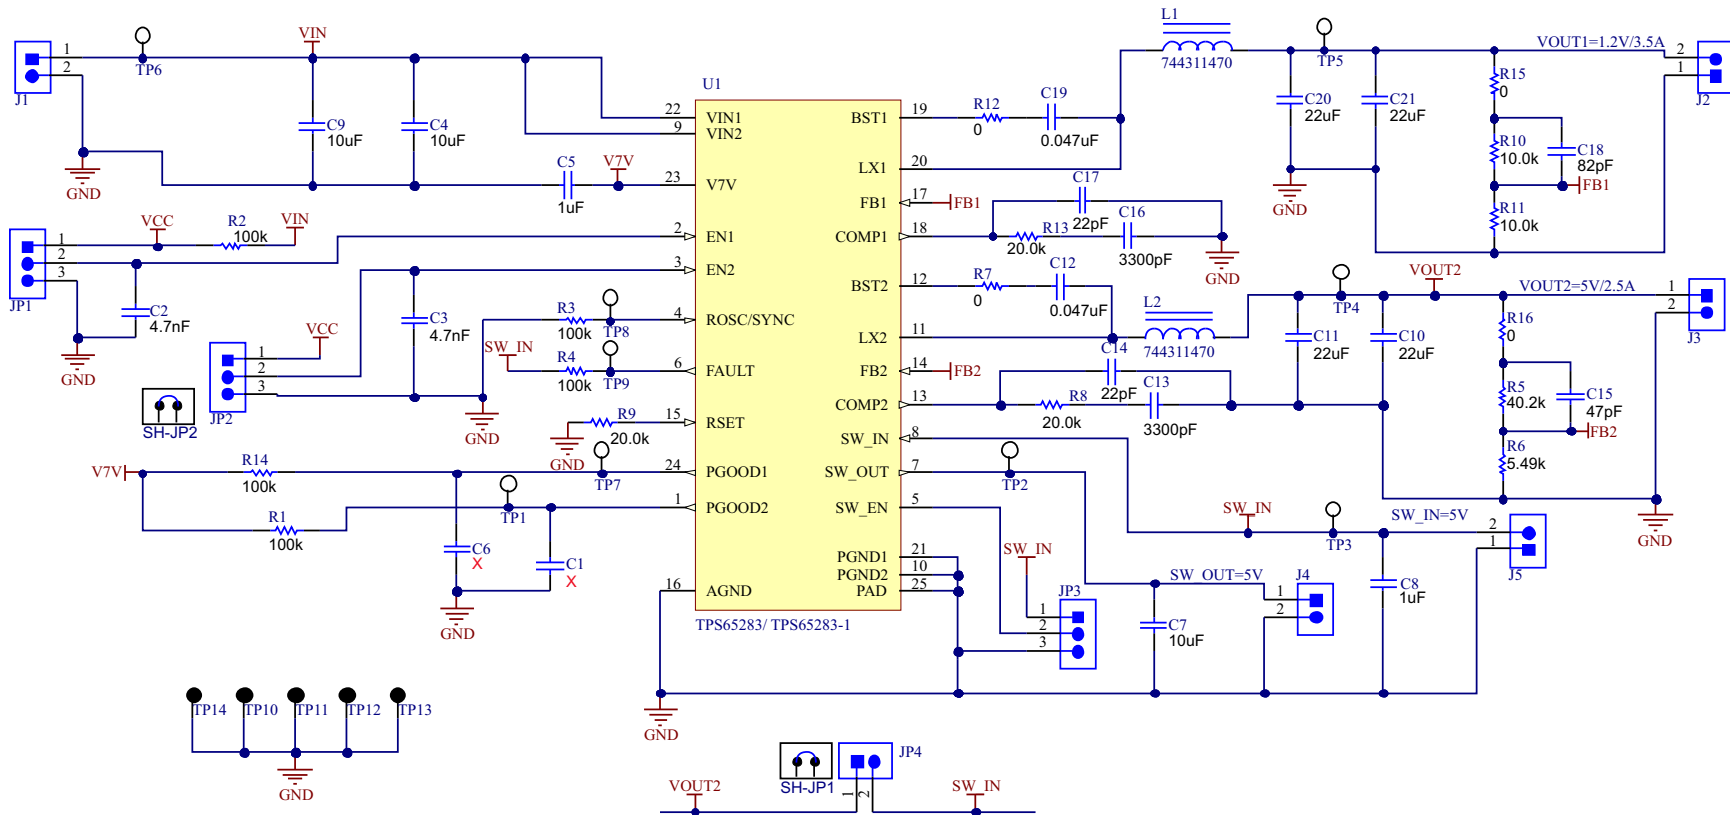 L1
744311470
TP5
VOUT1=1.2V/3.5A
2
1
J2
1
2
J1
TP6
VIN
U1
C9
10uF
C4
10uF
C5
1uF
V7V
GND
22
VIN1
9
VIN2
23
V7V
BST1
19
R12
0
C19
0.047uF
LX1
20
C20
22uF
C21
22uF
R15
0
R10
10.0k
C18
82pF
FB1
R11
10.0k
GND
FB1
17
FB1
C17
22pF
C16
3300pF
R13
20.0k
COMP1
18
GND
VCC
R2
100k
VIN
1
2
3
JP1
C2
4.7nF
GND
2
EN1
3
EN2
BST2
12
R7
0
C12
0.047uF
L2
744311470
LX2
11
TP4
VOUT2
VOUT2=5V/2.5A
1
2
J3
C11
22uF
C10
22uF
R16
0
R5
40.2k
C15
47pF
FB2
R6
5.49k
GND
C3
4.7nF
R3
100k
TP8
4
ROSC/SYNC
SW_IN
R4
100k
TP9
6
FAULT
FB2
14
FB2
C14
22pF
C13
3300pF
R8
20.0k
COMP2
13
VCC
1
2
3
JP2
SH-JP2
GND
R9
20.0k
GND
15
RSET
SW_IN
8
V7V
R14
100k
TP7
24
PGOOD1
SW_OUT
7
TP2
R1
100k
TP1
1
PGOOD2
SW_EN
5
SW_IN
TP3
SW_IN=5V
2
1
J5
C6
X
C1
X
GND
PGND1
21
PGND2
10
PAD
25
16
AGND
TPS65283/ TPS65283-1
SW_IN
JP3
1
2
3
SW_OUT=5V
J4
1
2
C7
10uF
C8
1uF
GND
TP14
TP10
TP11
TP12
TP13
GND
SH-JP1
JP4
1
2
VOUT2
SW_IN